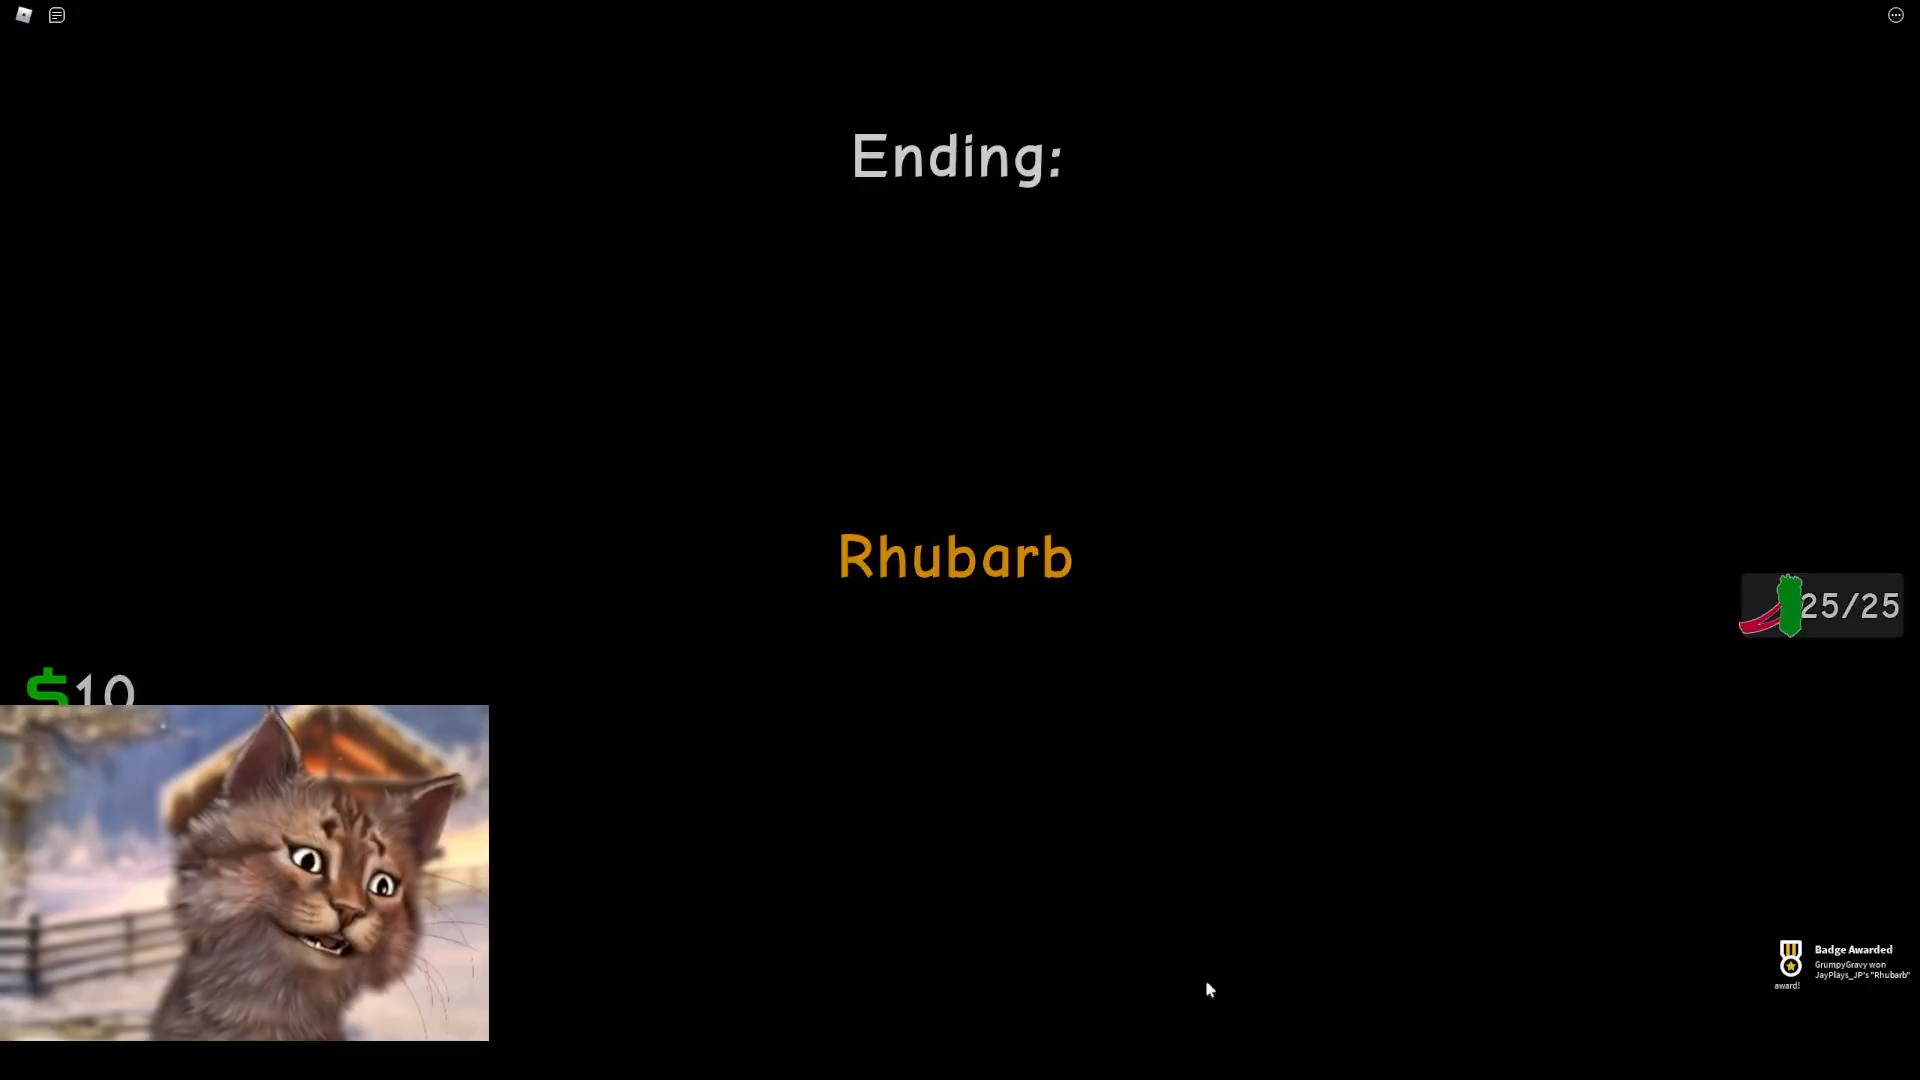 Ending:
Rhubarb
25/25
$10
Badge Awarded
GrumpyGravy won
JayPlays_JP's "Rhubarb"
award!